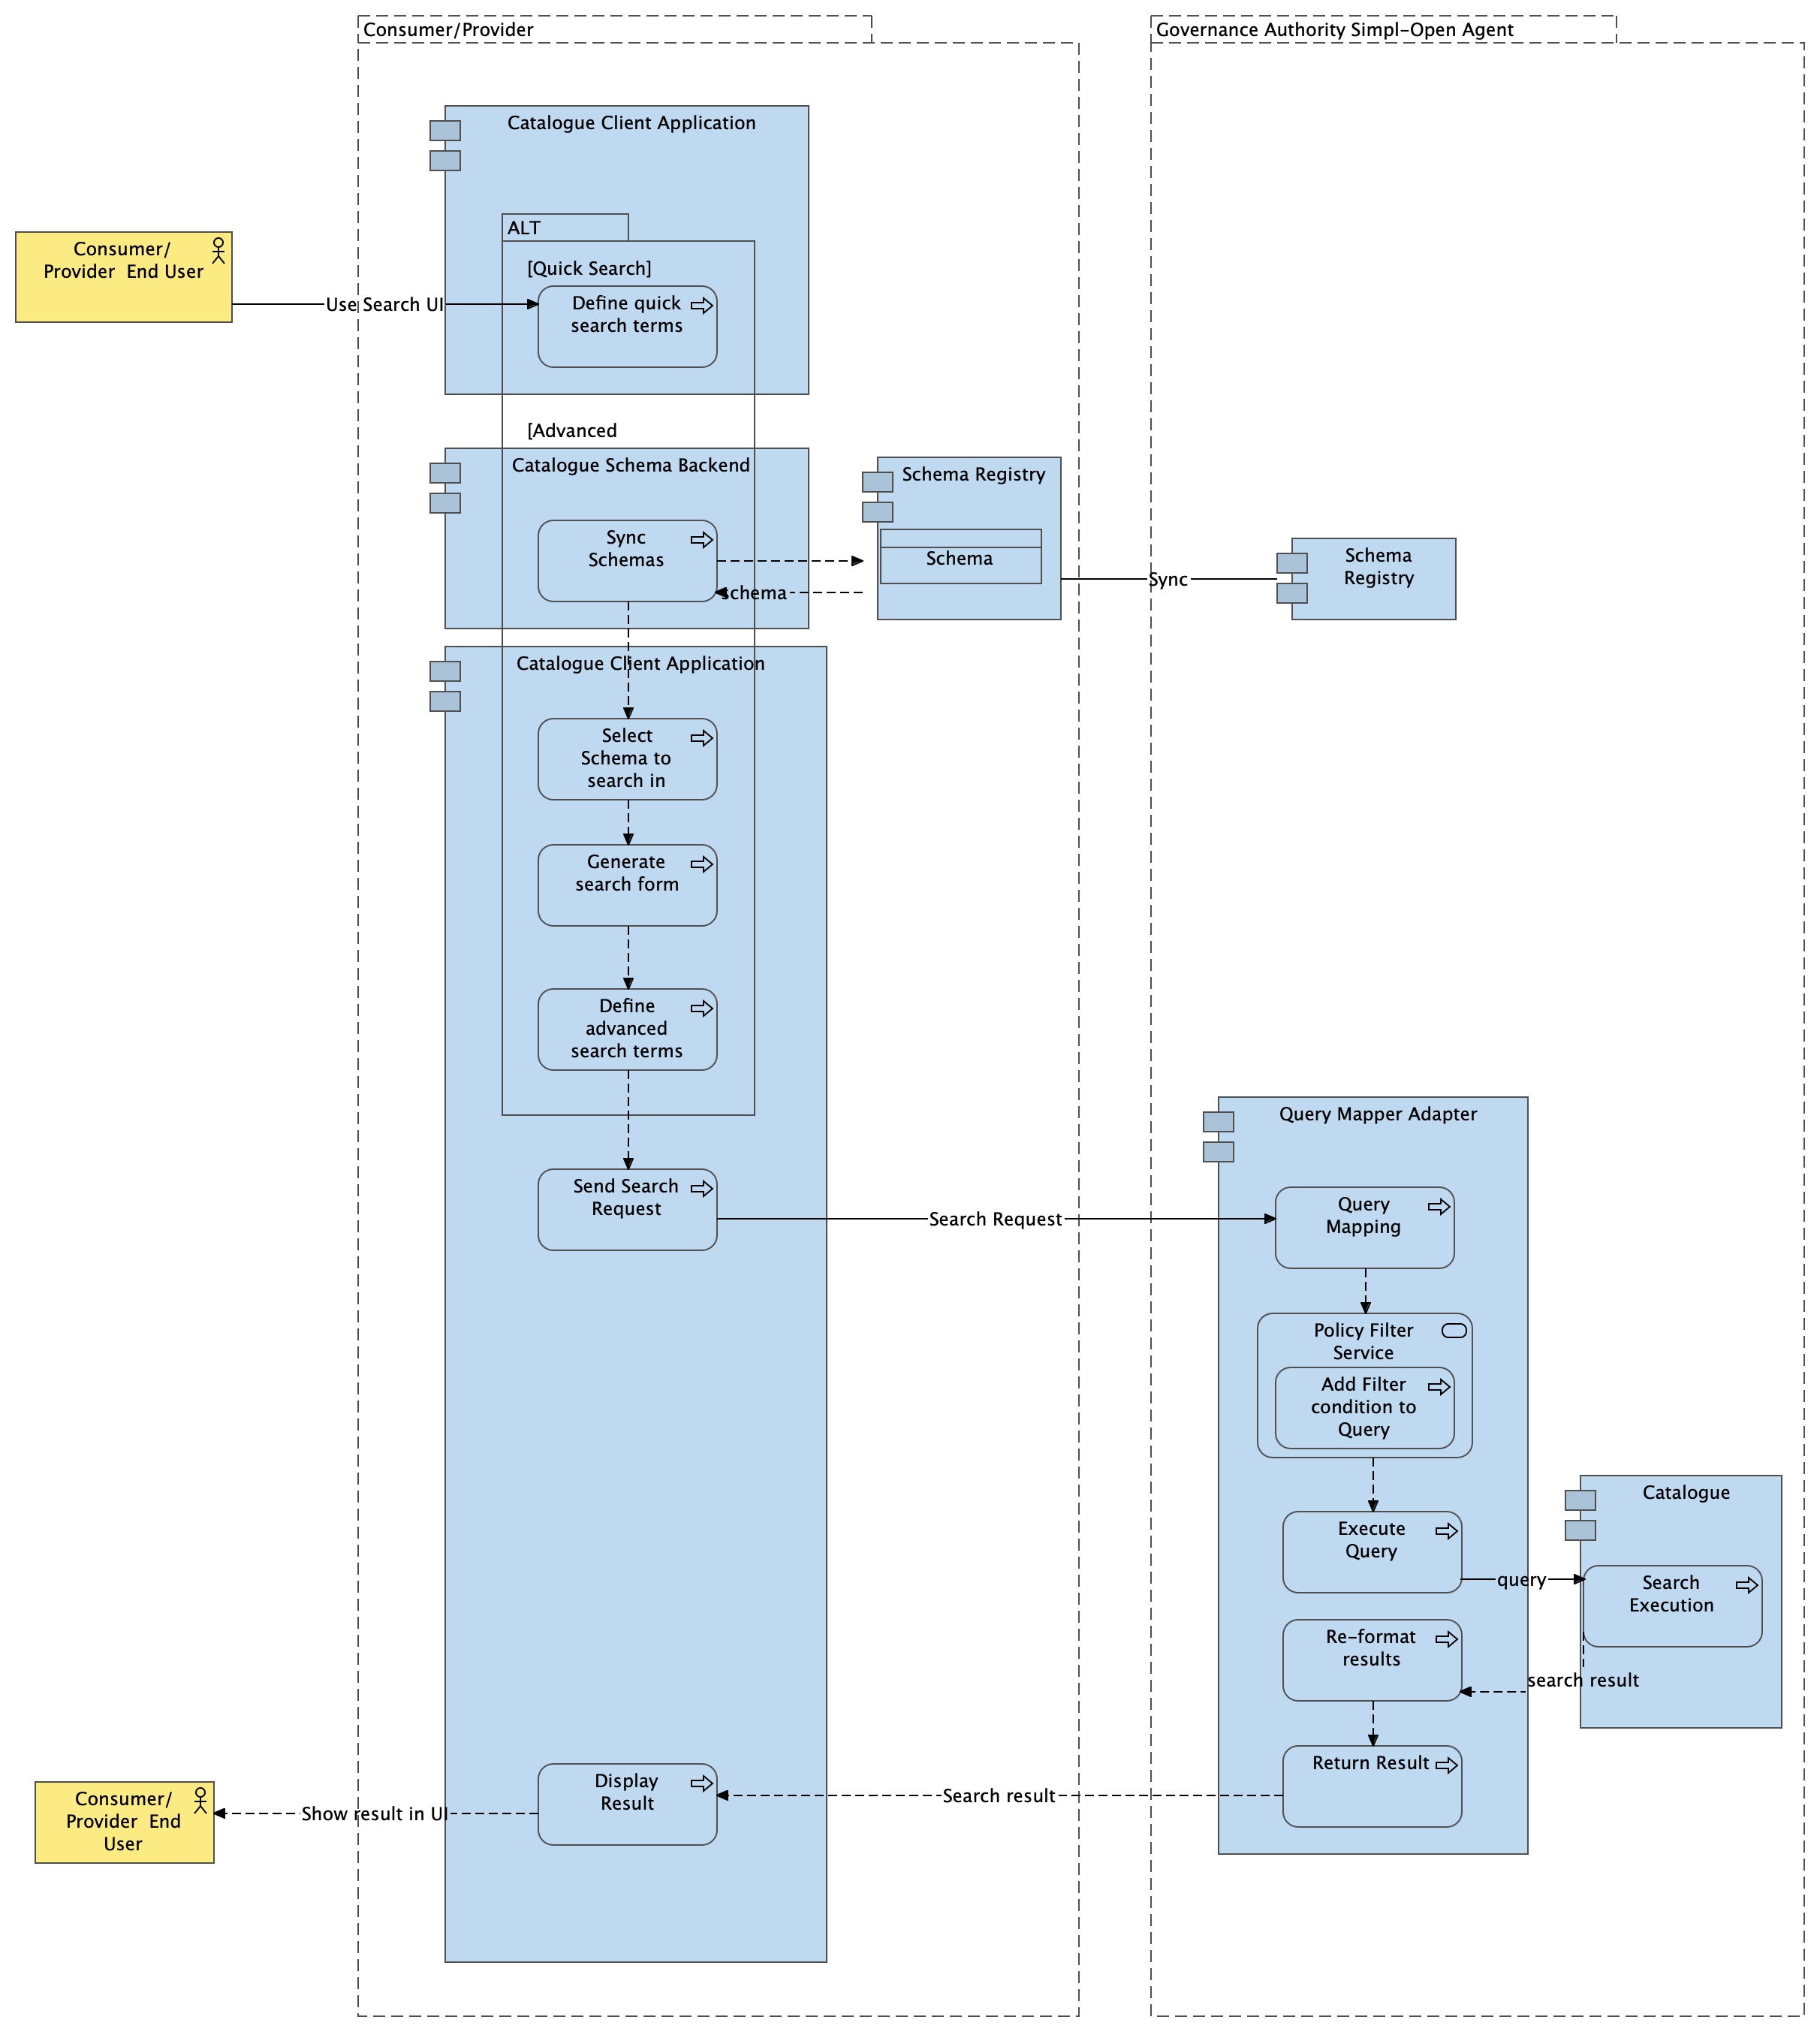 Consumer/Provider
Governance Authority Simpl-Open Agent
Catalogue Client Application
ALT
Consumer/
Provider  End User
[Quick Search]
Use Search UI
Define quick
search terms
[Advanced
Catalogue Schema Backend
Schema Registry
Sync
Schemas
Schema
schema
Sync
Schema
Registry
Catalogue Client Application
Select
Schema to
search in
Generate
search form
Define
advanced
search terms
Query Mapper Adapter
Send Search
Request
Search Request
Query
Mapping
Policy Filter
Service
Add Filter
condition to
Query
Catalogue
Execute
Query
query
Search
Execution
Re-format
results
search result
Return Result
Display
Result
Search result
Show result in UI
Consumer/
Provider  End
User